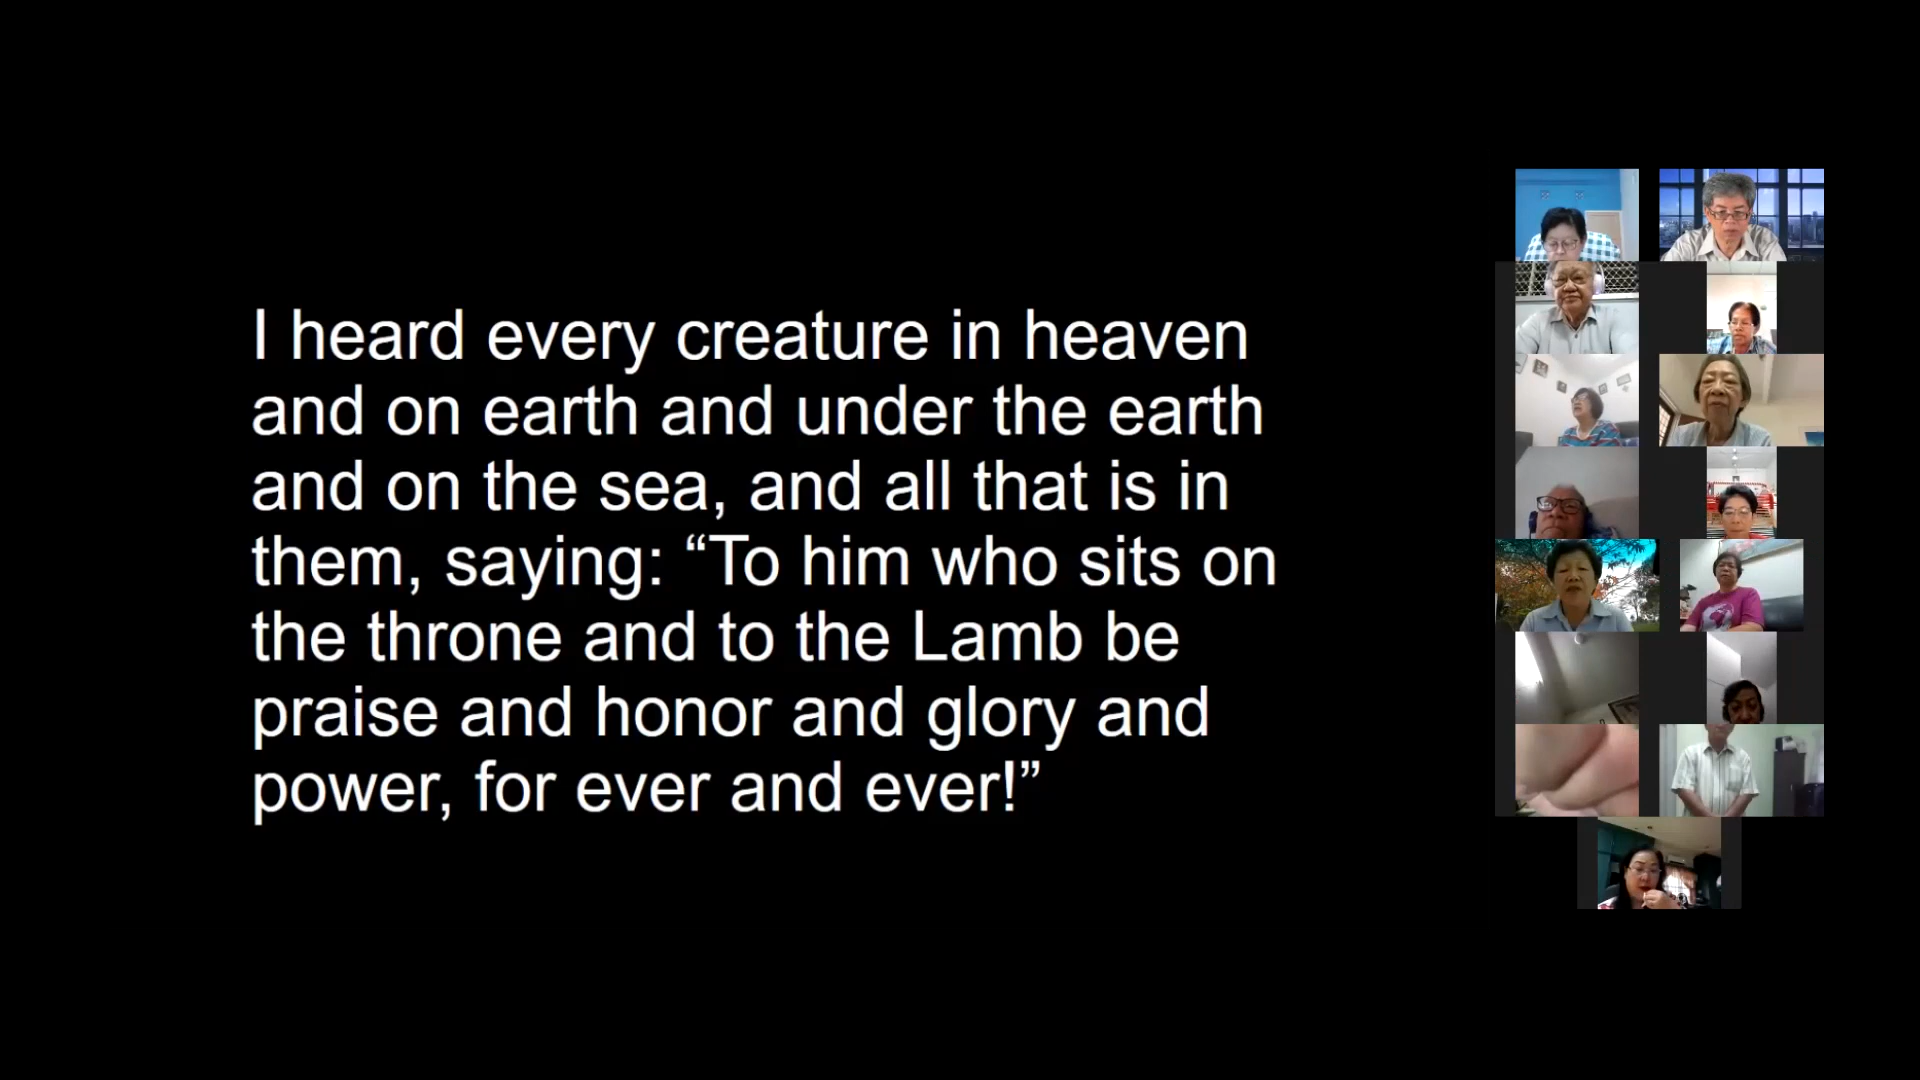 I heard every creature in heaven
and on earth and under the earth
and on the sea, and all that is in
them, saying: “To him who sits on
the throne and to the Lamb be
praise and honor and glory and
power, for ever and ever!”